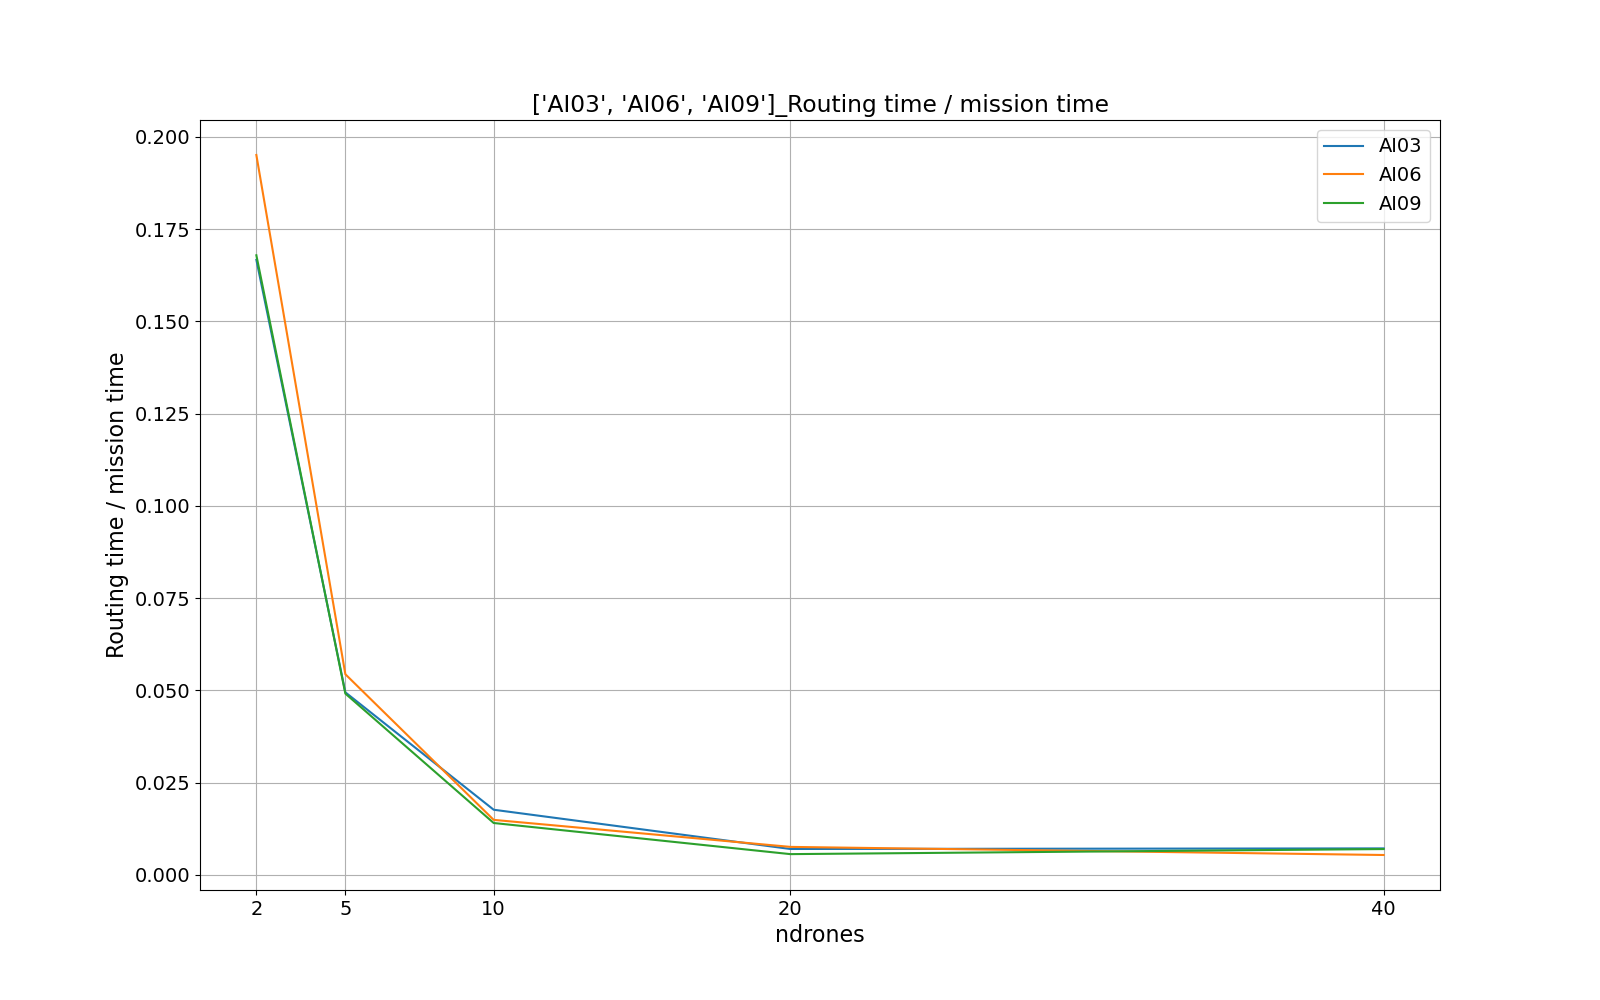 ['AI03', 'AI06', 'AI09']_Routing time / mission time
AI03
AI06
AI09
Routing time / mission time
0.200
0.175
0.150
0.125
0.100
0.075
0.050
0.025
0.000
2 5 10 20 40
ndrones